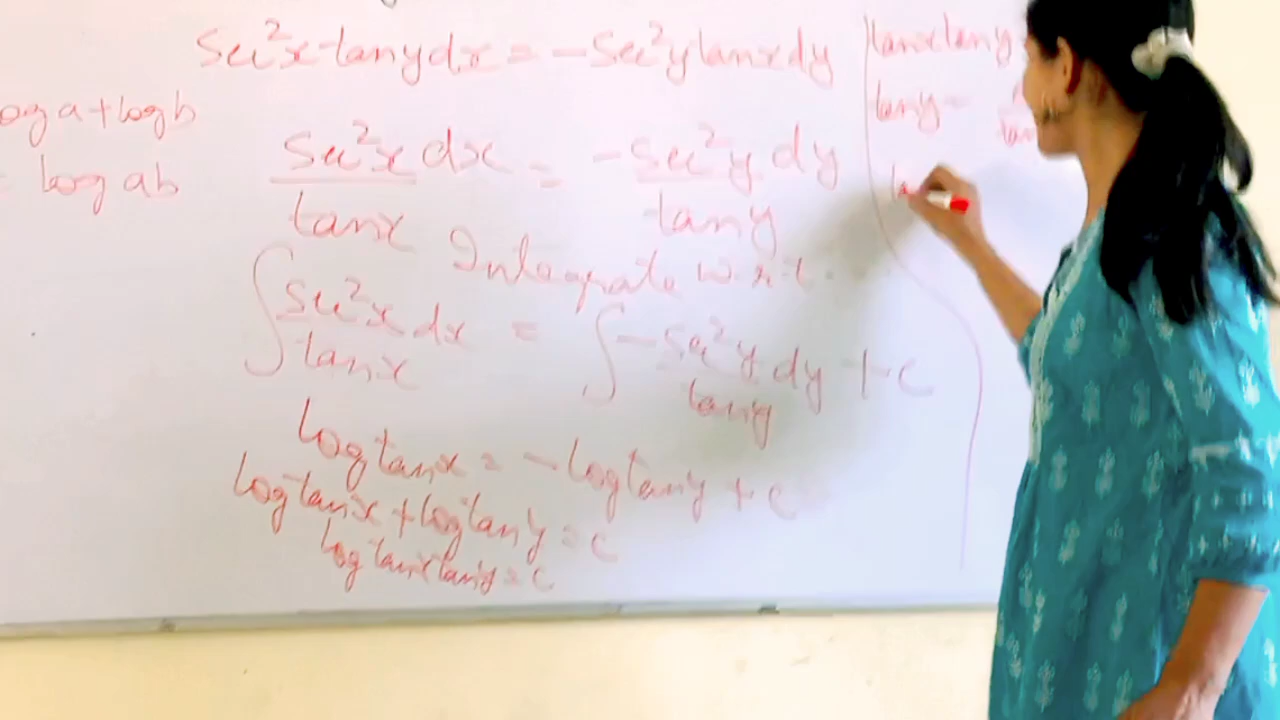 Sec²x tany dx = -Sec²y tanx dy
log a + log b
= log ab
Sec²x/tanx dx = -Sec²y/tany dy
Integrate w.r.t.
∫ Sec²x/tanx dx = ∫ -Sec²y/tany dy + c
log tanx = -log tany + c
log tanx + log tany = c
log tanx tany = c
tanx tany =
tany =
tan